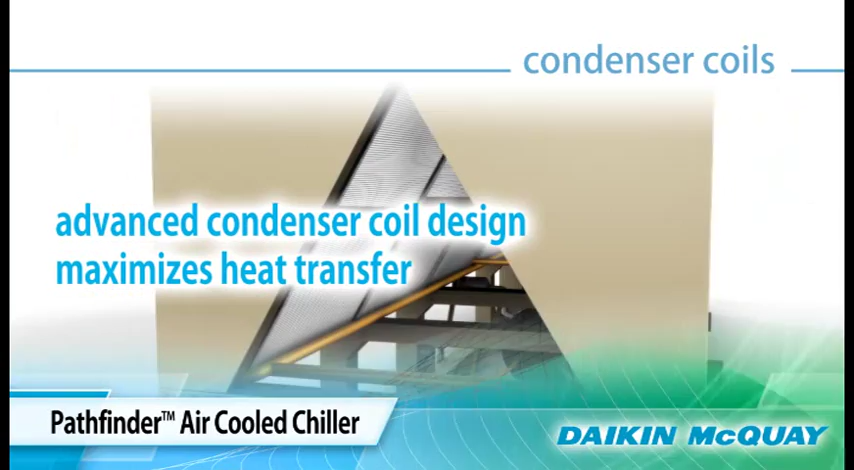 condenser coils
advanced condenser coil design
maximizes heat transfer
Pathfinder™ Air Cooled Chiller
DAIKIN McQUAY